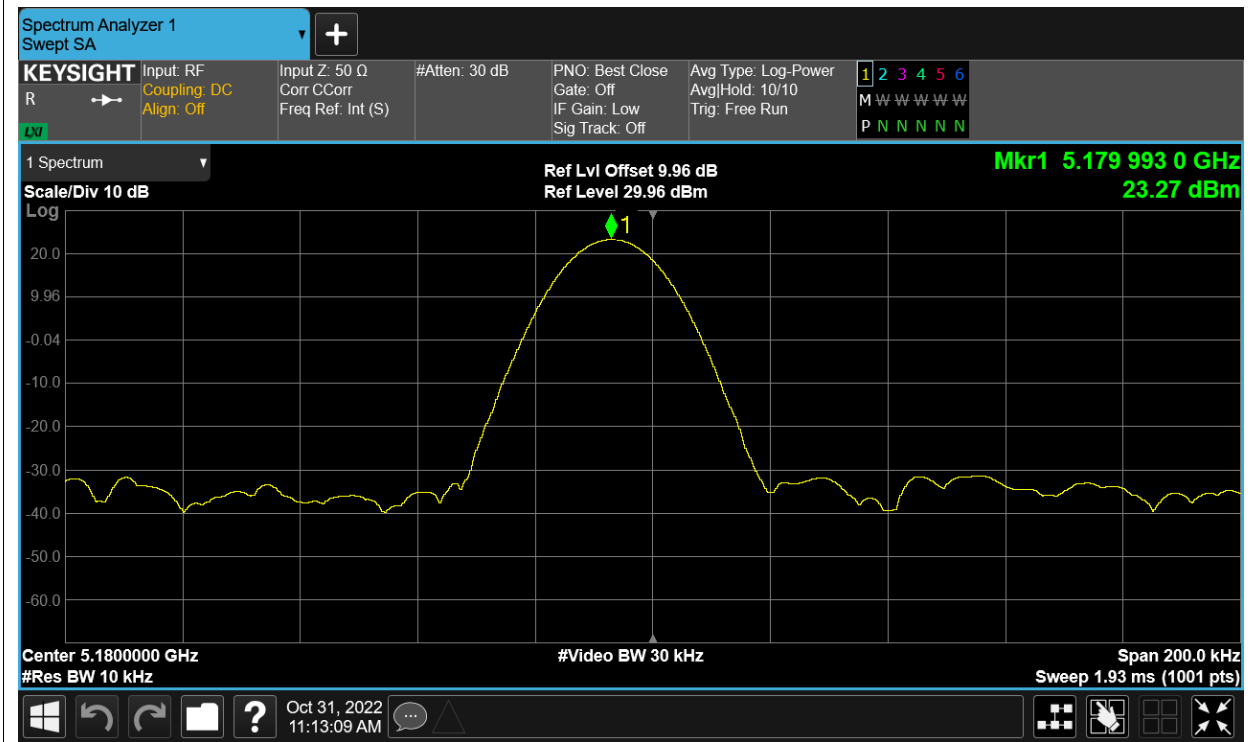 Spectrum Analyzer 1
Swept SA
KEYSIGHT
R
LXI
Input: RF
Coupling: DC
Align: Off
Input Z: 50 Ω
Corr CCorr
Freq Ref: Int (S)
#Atten: 30 dB
PNO: Best Close
Gate: Off
IF Gain: Low
Sig Track: Off
Avg Type: Log-Power
Avg|Hold: 10/10
Trig: Free Run
1 2 3 4 5 6
M W W W W W
P N N N N N
1 Spectrum
Scale/Div 10 dB
Log
Ref Lvl Offset 9.96 dB
Ref Level 29.96 dBm
Mkr1 5.179 993 0 GHz
23.27 dBm
1
20.0
9.96
-0.04
-10.0
-20.0
-30.0
-40.0
-50.0
-60.0
Center 5.1800000 GHz
#Res BW 10 kHz
#Video BW 30 kHz
Span 200.0 kHz
Sweep 1.93 ms (1001 pts)
?
Oct 31, 2022
11:13:09 AM